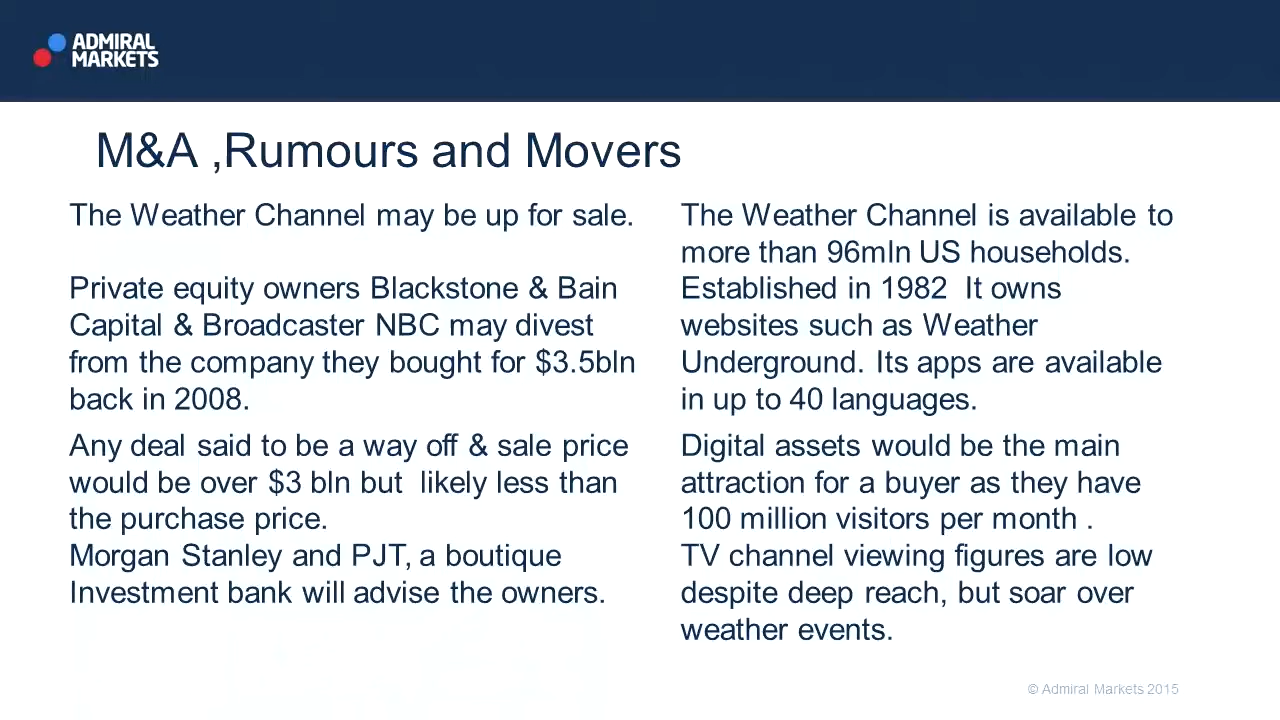 ADMIRAL
MARKETS
M&A ,Rumours and Movers
The Weather Channel may be up for sale.
Private equity owners Blackstone & Bain
Capital & Broadcaster NBC may divest
from the company they bought for $3.5bln
back in 2008.
Any deal said to be a way off & sale price
would be over $3 bln but  likely less than
the purchase price.
Morgan Stanley and PJT, a boutique
Investment bank will advise the owners.
The Weather Channel is available to
more than 96mln US households.
Established in 1982  It owns
websites such as Weather
Underground. Its apps are available
in up to 40 languages.
Digital assets would be the main
attraction for a buyer as they have
100 million visitors per month .
TV channel viewing figures are low
despite deep reach, but soar over
weather events.
© Admiral Markets 2015